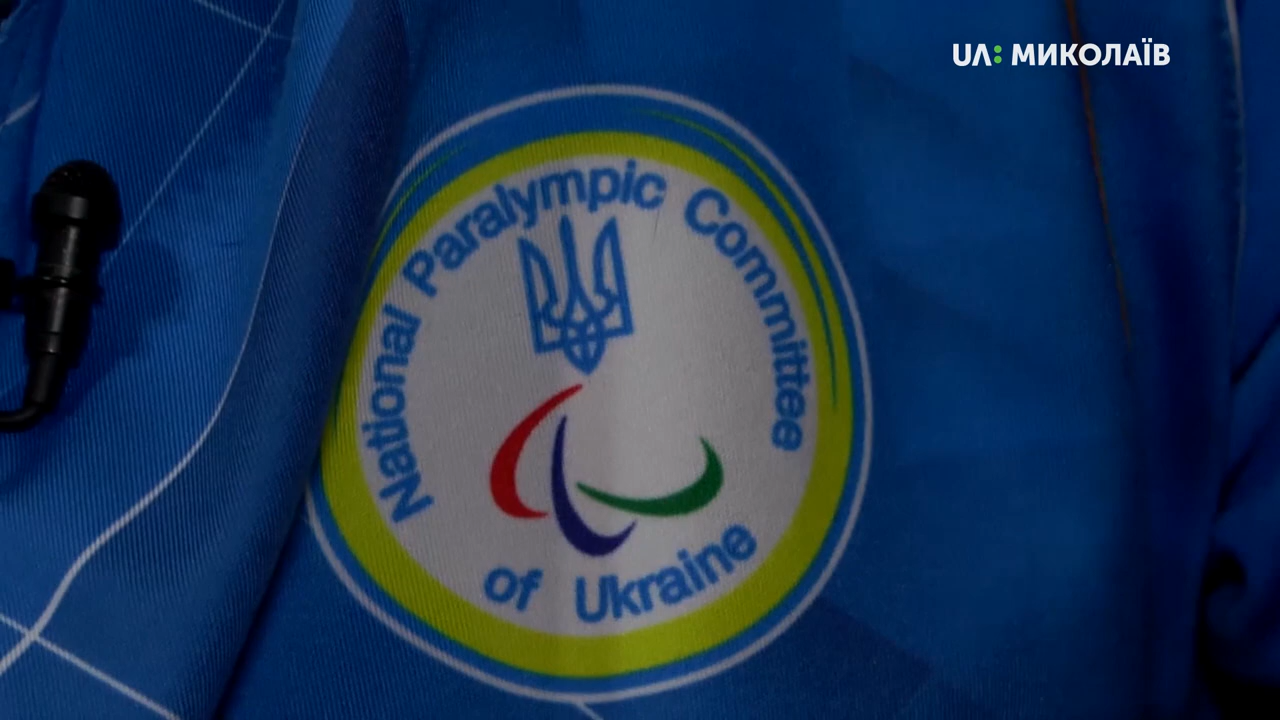 UA: МИКОЛАЇВ
National Paralympic Committee
of Ukraine